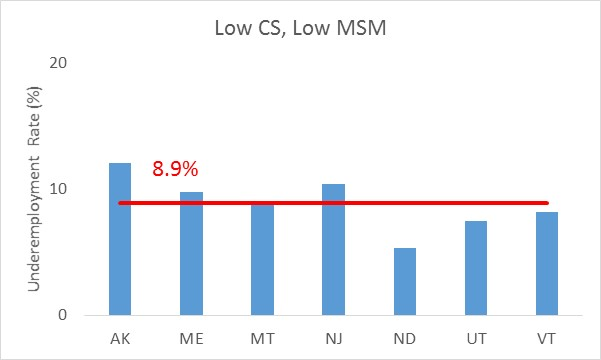 Low CS, Low MSM
Underemployment Rate (%)
20
10
0
8.9%
AK ME MT NJ ND UT VT